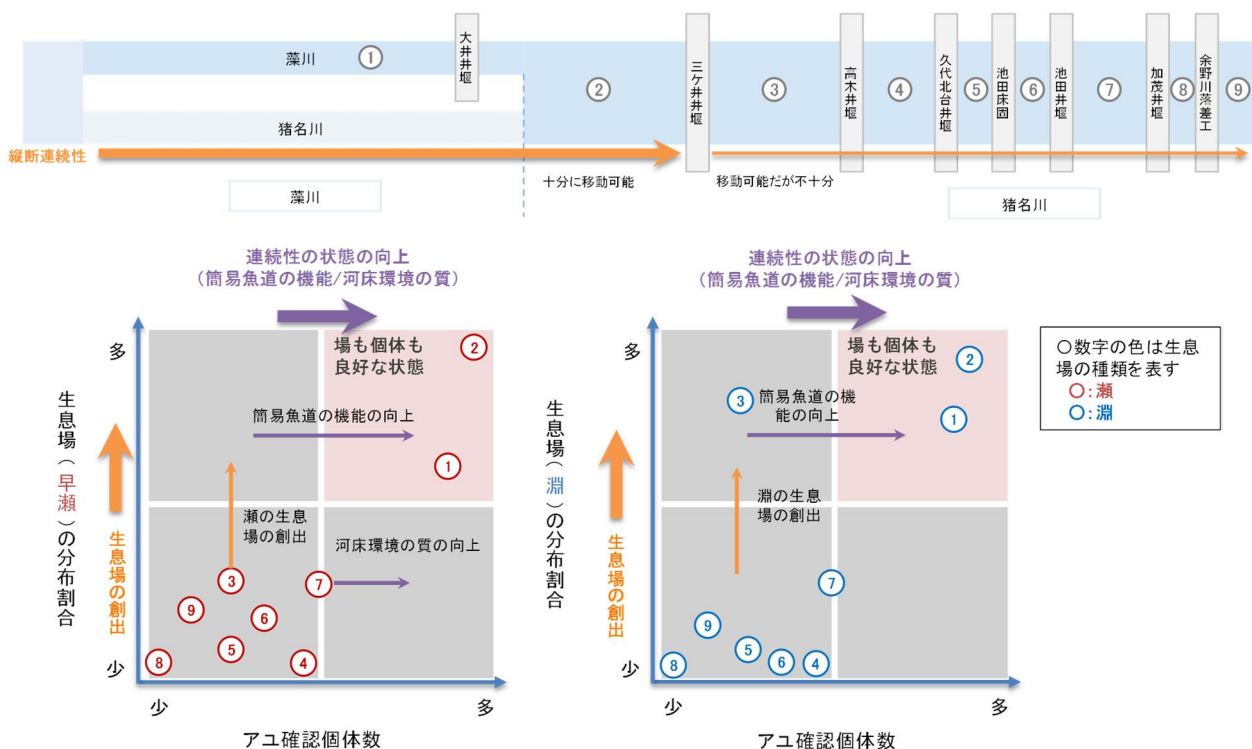 藻川
①
大井井堰
②
三ケ井井堰
③
高木井堰
④
久代北台井堰
⑤
池田床固
⑥
池田井堰
⑦
加茂井堰
⑧
余野川落差工
⑨
猪名川
縦断連続性
十分に移動可能
移動可能だが不十分
藻川
猪名川
連続性の状態の向上
(簡易魚道の機能/河床環境の質)
多
生息場(早瀬)の分布割合
少
生息場の創出
場も個体も
良好な状態
②
簡易魚道の機能の向上
①
瀬の生息
場の創出
河床環境の質の向上
③
⑦
⑨
⑥
⑤
⑧
④
少
多
アユ確認個体数
連続性の状態の向上
(簡易魚道の機能/河床環境の質)
多
生息場(淵)の分布割合
少
生息場の創出
場も個体も
良好な状態
②
③
簡易魚道の機
能の向上
①
淵の生息
場の創出
⑦
⑨
⑤
⑥
④
⑧
少
多
アユ確認個体数
○数字の色は生息
場の種類を表す
○:瀬
○:淵